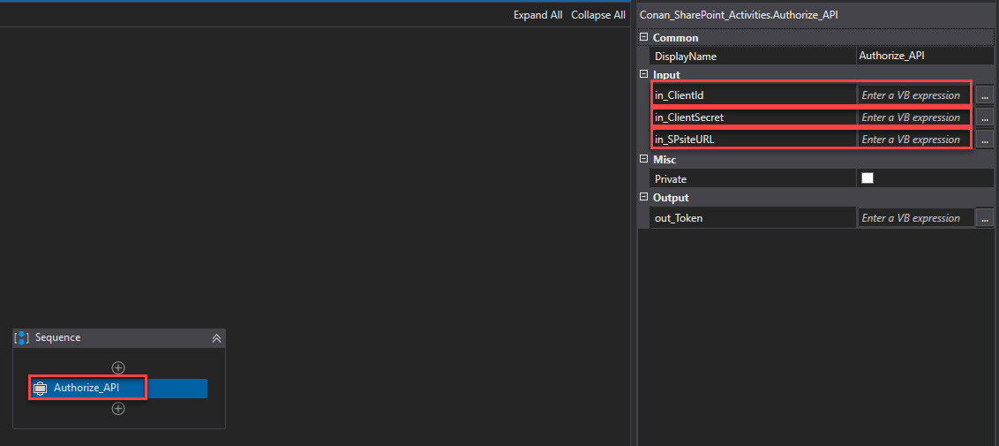 Expand All Collapse All
Sequence
Authorize_API
Conan_SharePoint_Activities.Authorize_API
Common
DisplayName Authorize_API
Input
in_ClientId Enter a VB expression ...
in_ClientSecret Enter a VB expression ...
in_SPsiteURL Enter a VB expression ...
Misc
Private
Output
out_Token Enter a VB expression ...